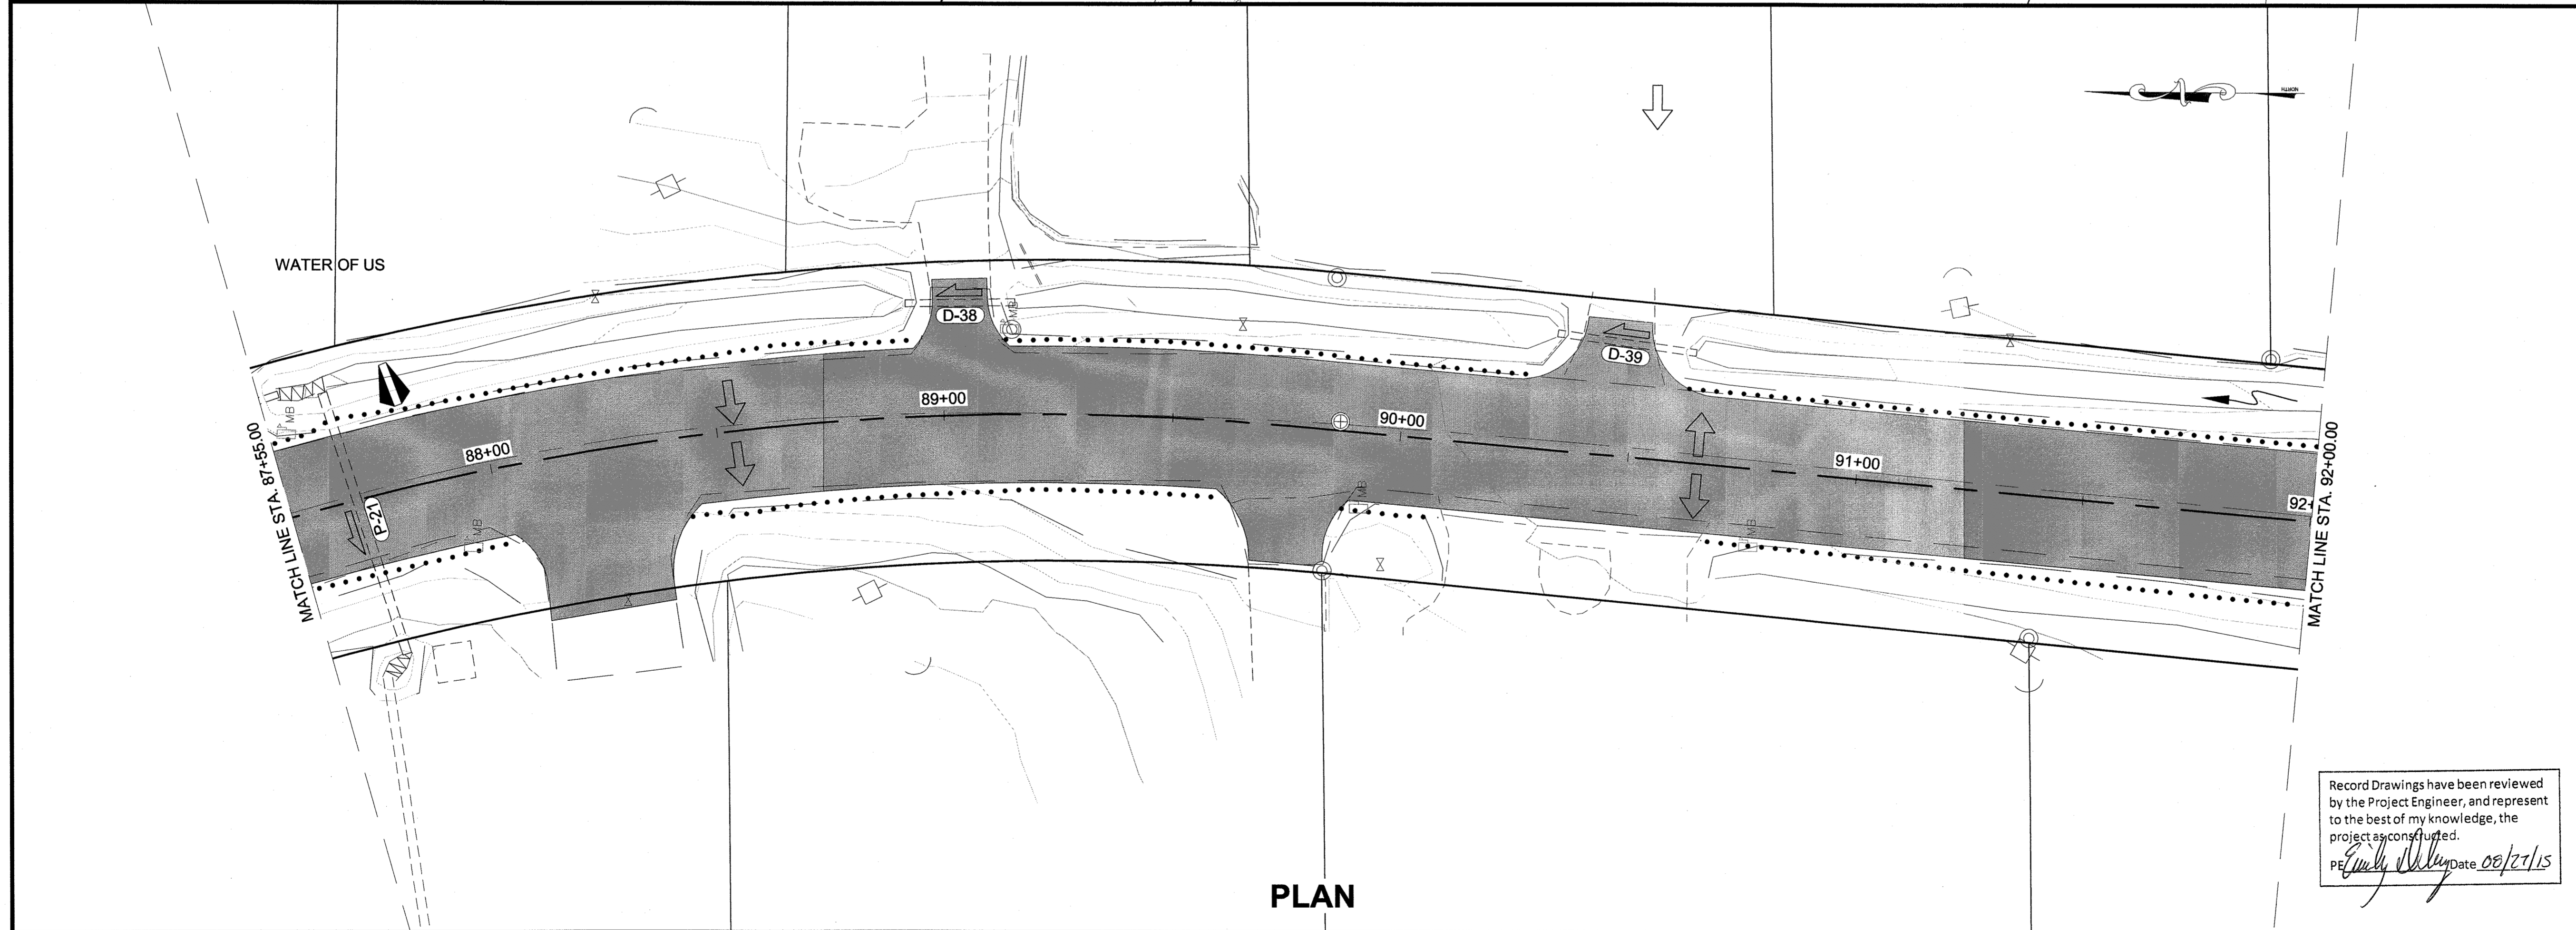 NORTH
WATER OF US
D-38
MB
D-39
89+00
90+00
88+00
91+00
MB
MATCH LINE STA. 87+55.00
P-21
MB
MB
MB
92+
MATCH LINE STA. 92+00.00
Record Drawings have been reviewed
by the Project Engineer, and represent
to the best of my knowledge, the
project as constructed.
PE Date 08/27/15
PLAN